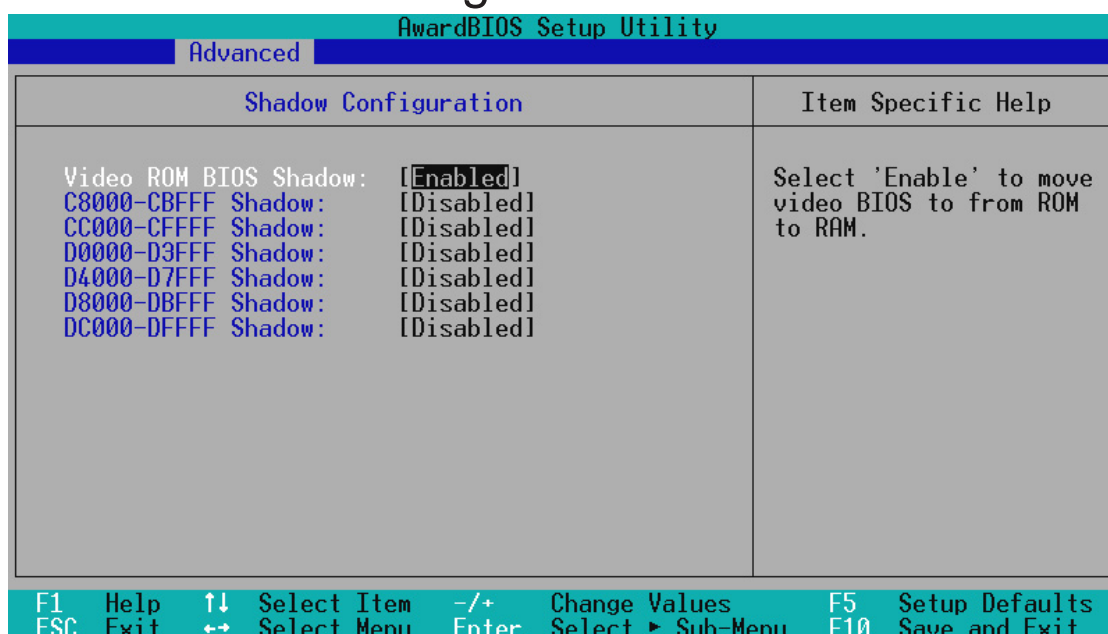 AwardBIOS Setup Utility
Advanced
Shadow Configuration
Item Specific Help
Video ROM BIOS Shadow: [Enabled]
C8000-CBFFF Shadow: [Disabled]
CC000-CFFFF Shadow: [Disabled]
D0000-D3FFF Shadow: [Disabled]
D4000-D7FFF Shadow: [Disabled]
D8000-DBFFF Shadow: [Disabled]
DC000-DFFFF Shadow: [Disabled]
Select 'Enable' to move
video BIOS to from ROM
to RAM.
F1 Help ↑↓ Select Item -/+ Change Values F5 Setup Defaults
ESC Exit ←→ Select Menu Enter Select ► Sub-Menu F10 Save and Exit